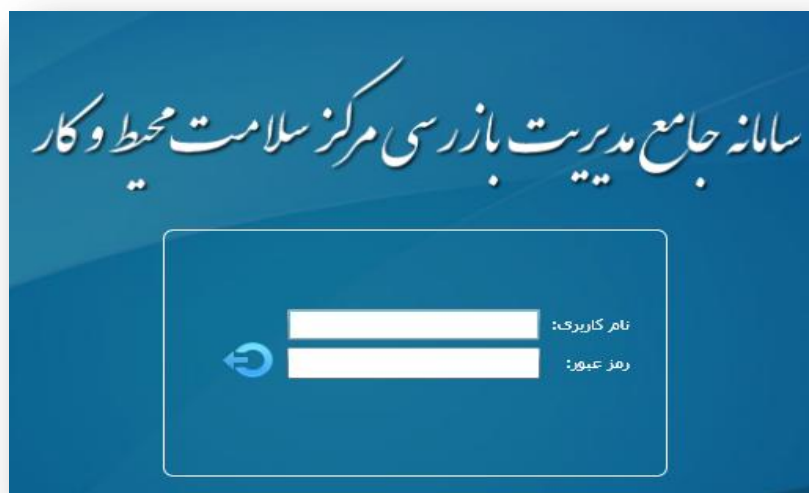 سامانه جامع مدیریت بازرسی مرکز سلامت محیط و کار
نام کاربری:
رمز عبور: